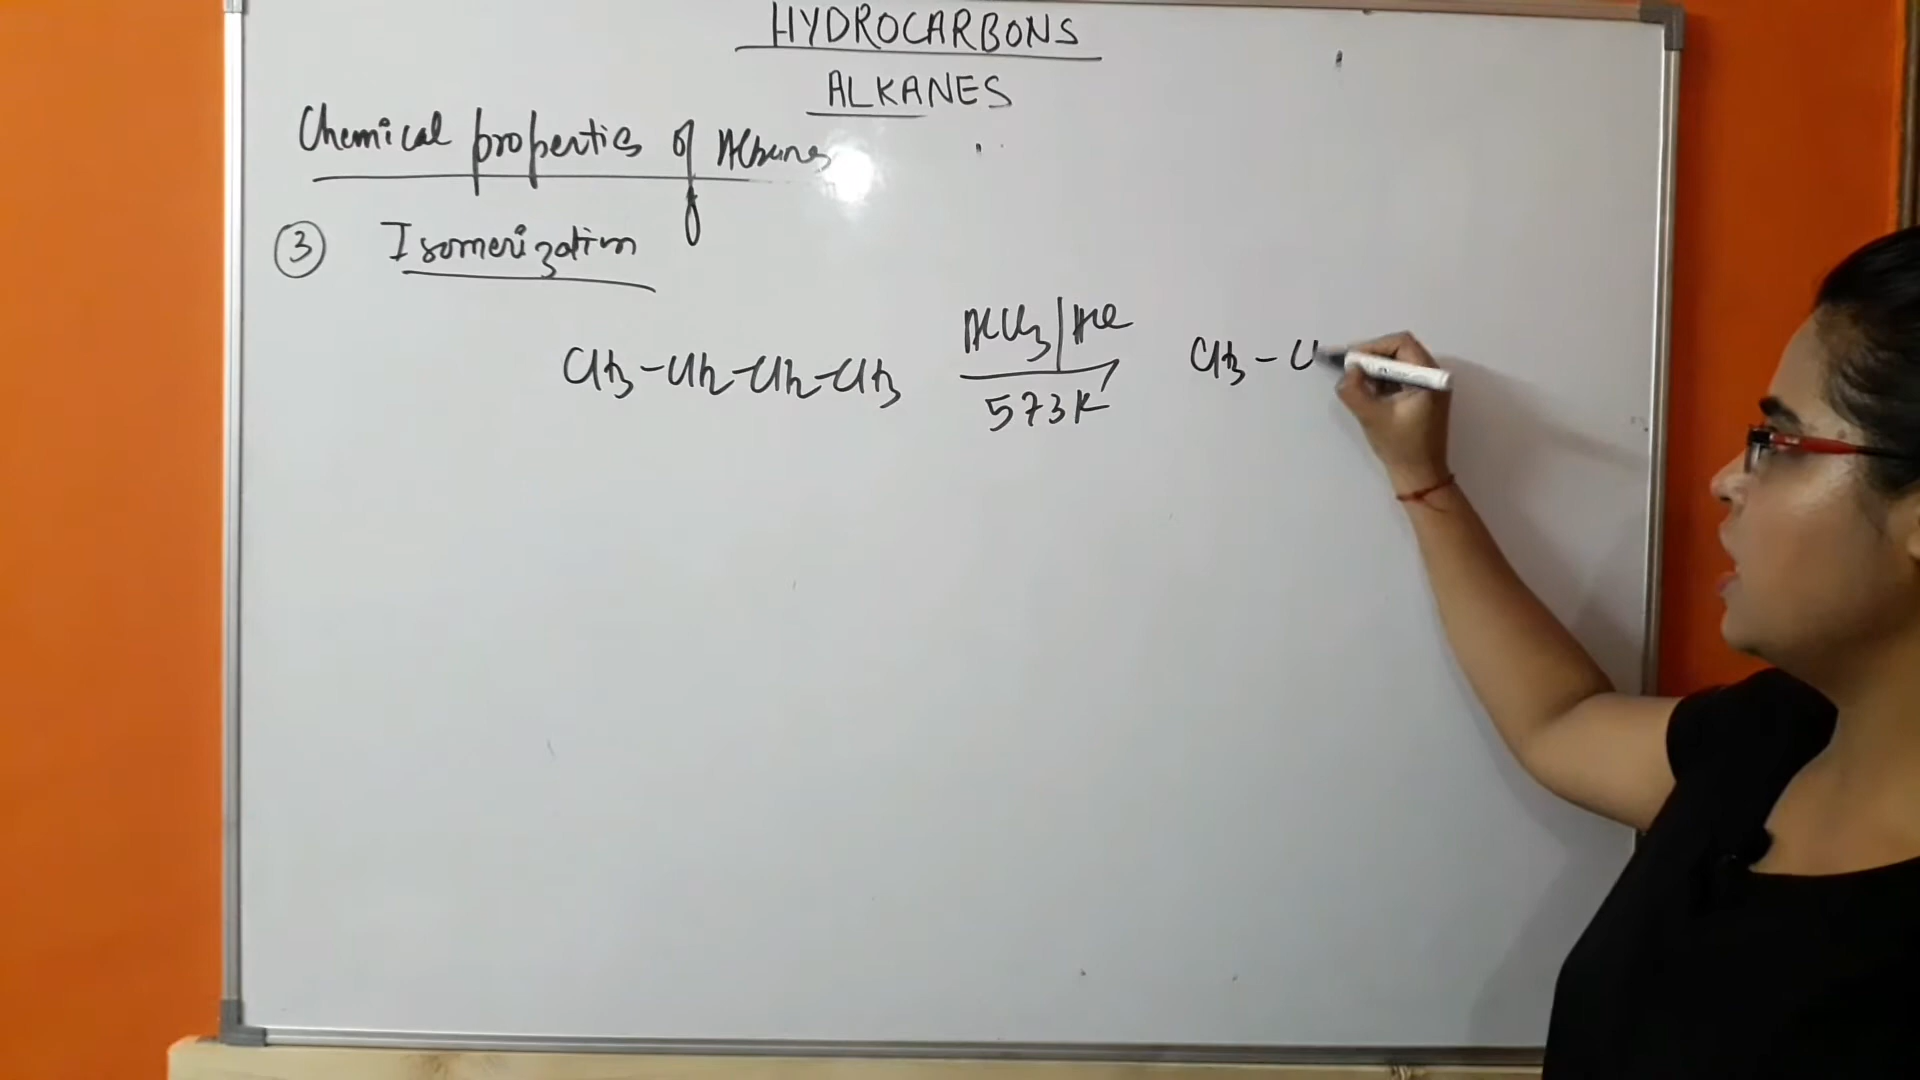 HYDROCARBONS
ALKANES
Chemical properties of Alkanes
③ Isomerization
CH3-CH2-CH2-CH3 AlCl3/HCl 573K CH3-C